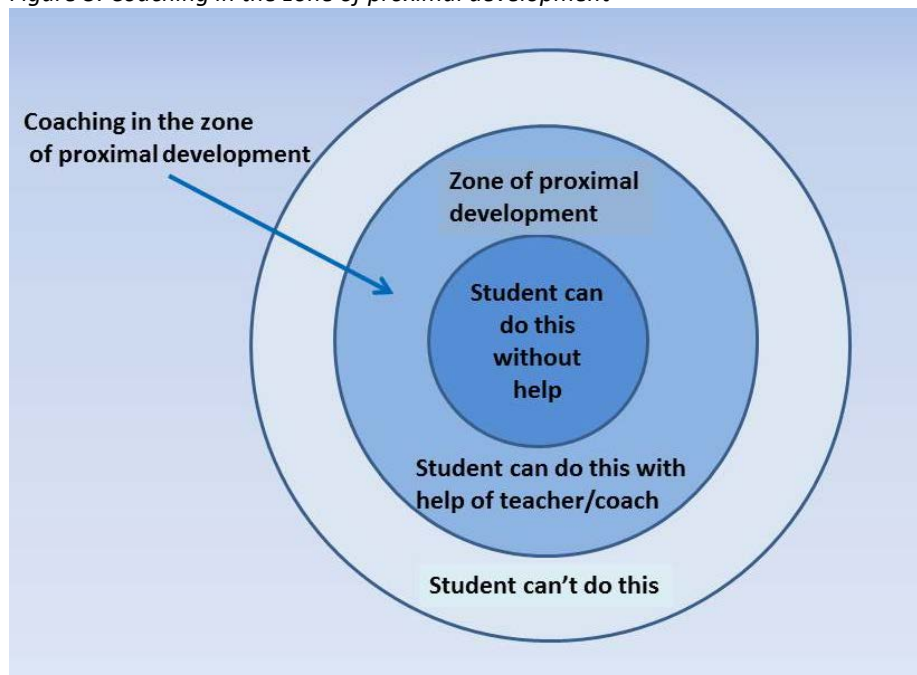 Coaching in the zone
of proximal development
Zone of proximal
development
Student can
do this
without
help
Student can do this with
help of teacher/coach
Student can't do this